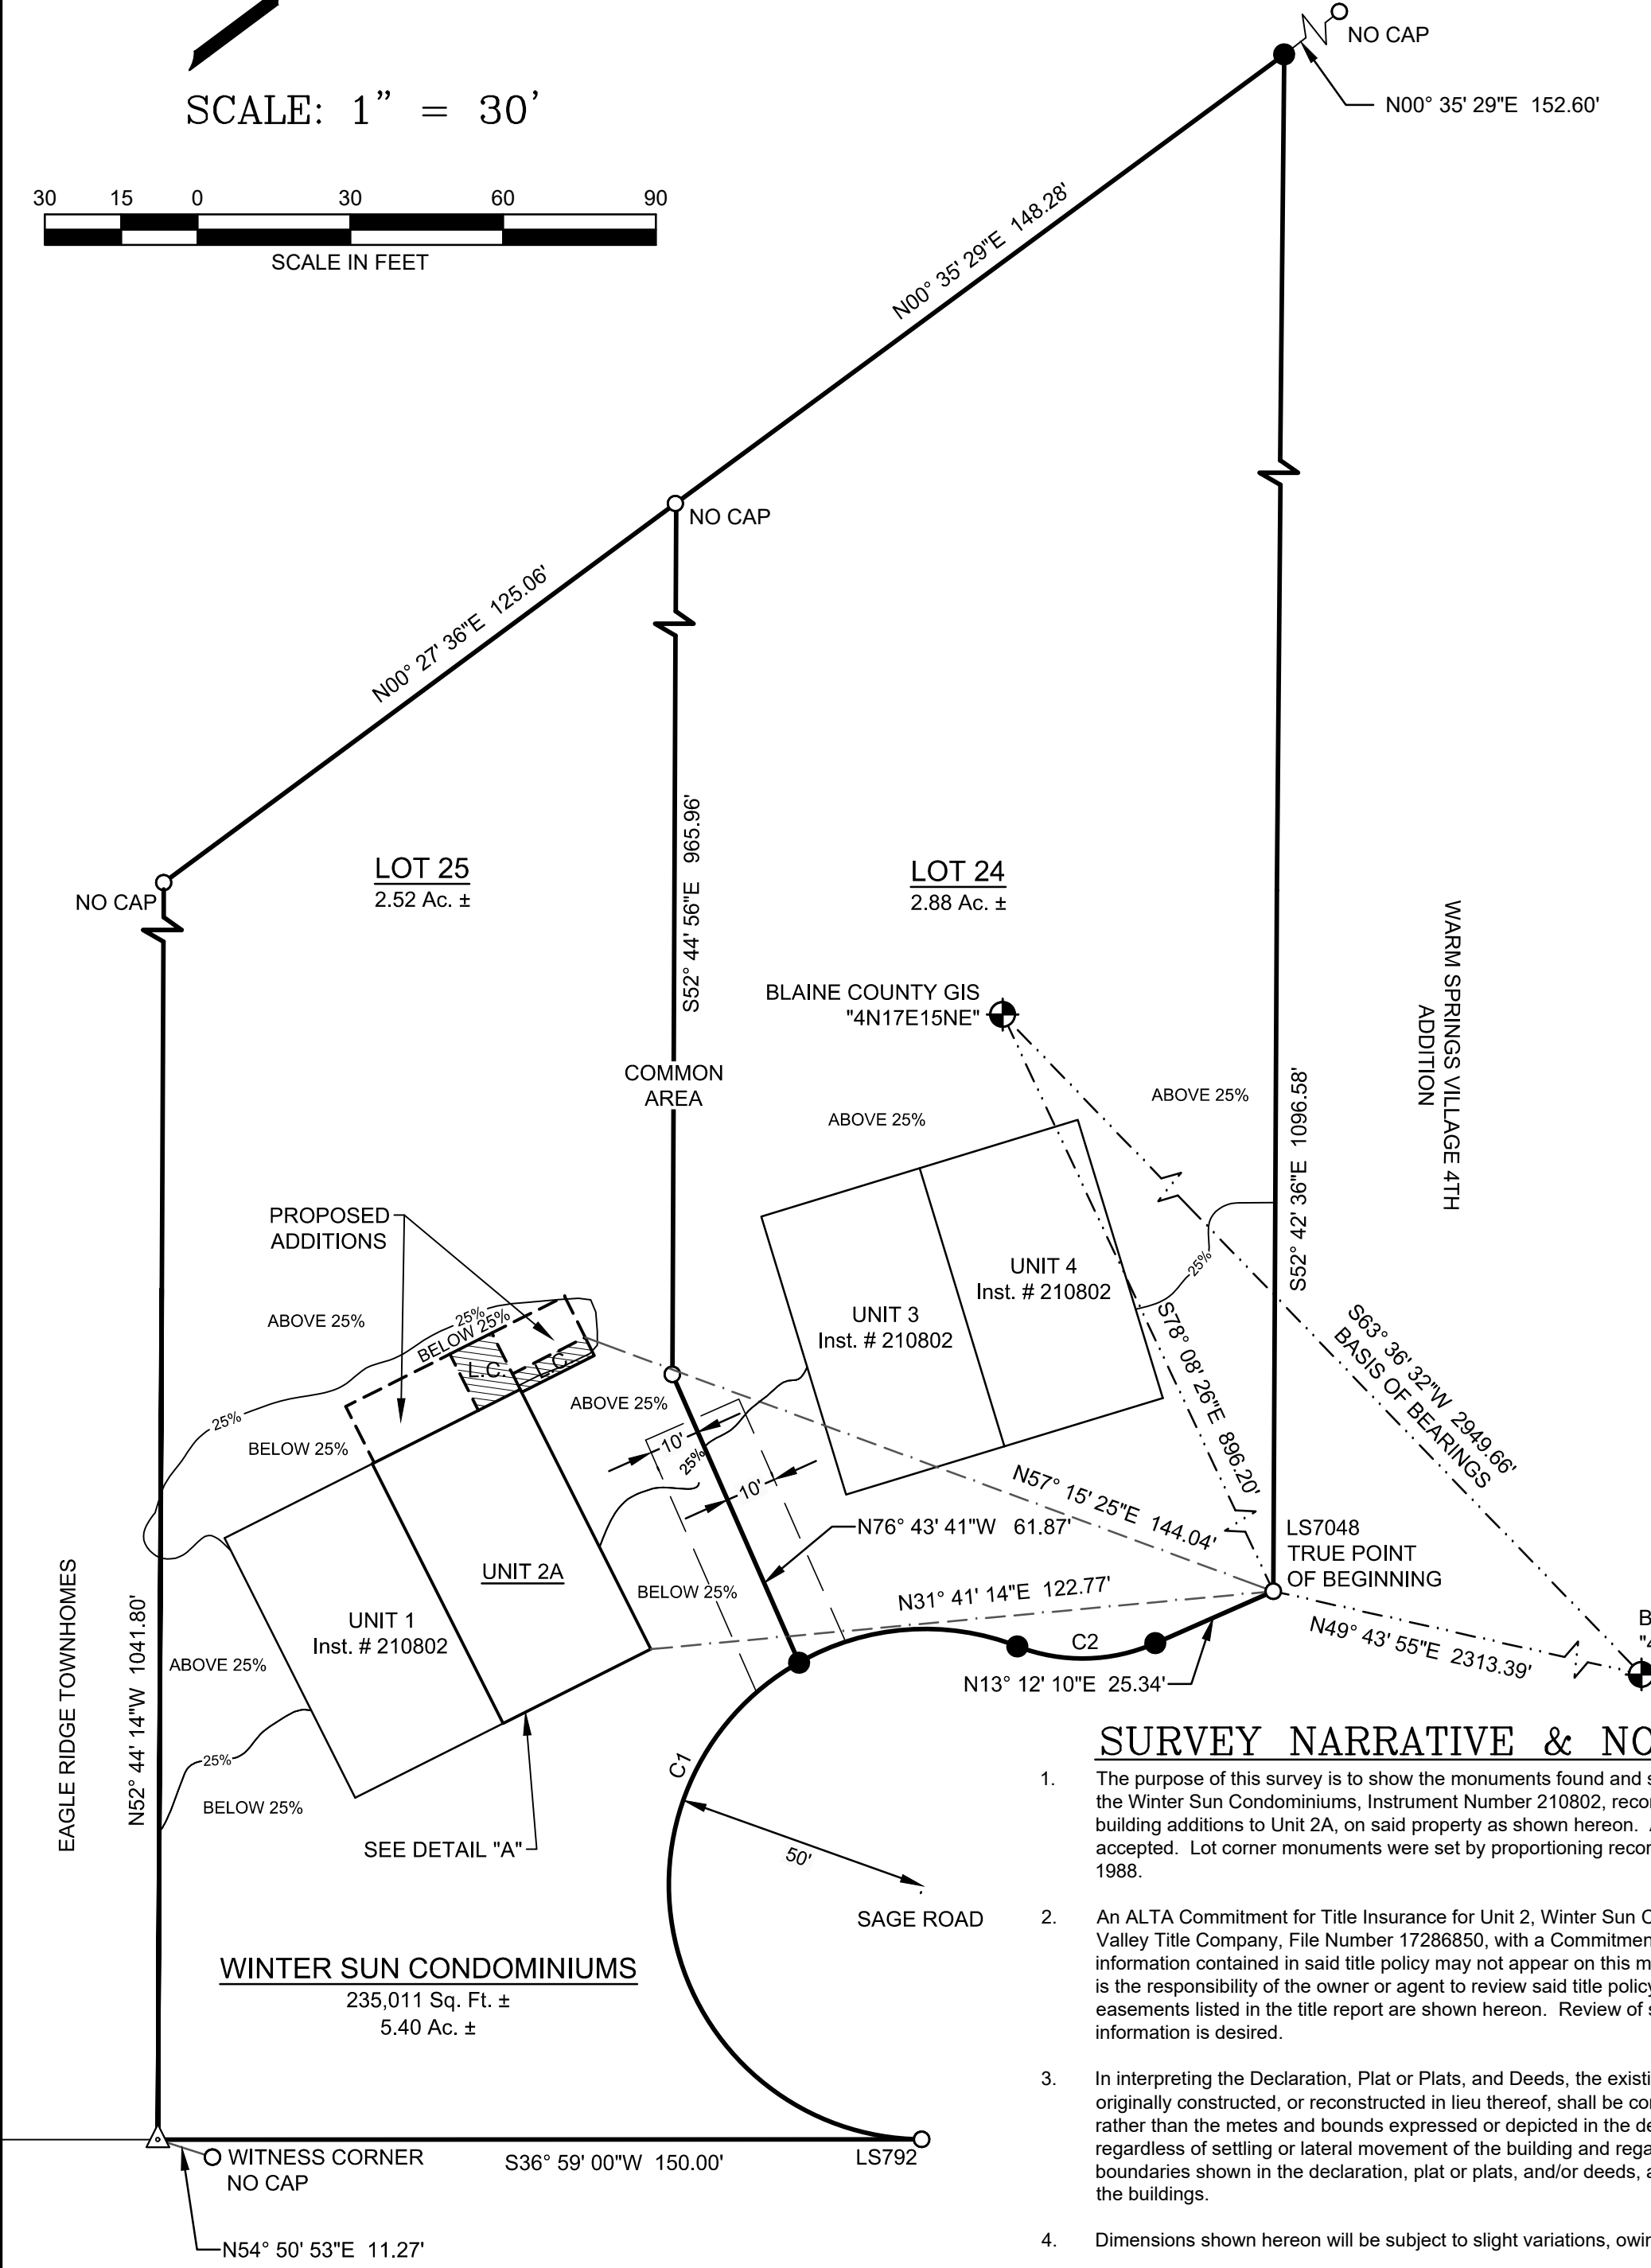 SCALE: 1" = 30'
30 15 0 30 60 90
SCALE IN FEET
NO CAP
N00° 35' 29"E 152.60'
N00° 35' 29"E 148.28'
NO CAP
N00° 27' 36"E 125.06'
NO CAP
LOT 25
2.52 Ac. ±
S52° 44' 56"E 965.96'
LOT 24
2.88 Ac. ±
BLAINE COUNTY GIS
"4N17E15NE"
WARM SPRINGS VILLAGE 4TH
ADDITION
COMMON
AREA
ABOVE 25%
ABOVE 25%
S52° 42' 36"E 1096.58'
PROPOSED
ADDITIONS
ABOVE 25%
25%
BELOW 25%
L.C.
L.C.
UNIT 4
Inst. # 210802
UNIT 3
Inst. # 210802
25%
S78° 08' 26"E 896.20'
S63° 36' 32"W 2949.66'
BASIS OF BEARINGS
25%
BELOW 25%
ABOVE 25%
10'
25%
10'
N57° 15' 25"E 144.04'
N76° 43' 41"W 61.87'
LS7048
TRUE POINT
OF BEGINNING
UNIT 2A
BELOW 25%
N31° 41' 14"E 122.77'
UNIT 1
Inst. # 210802
EAGLE RIDGE TOWNHOMES
N52° 44' 14"W 1041.80'
ABOVE 25%
C2
N49° 43' 55"E 2313.39'
B
"4
N13° 12' 10"E 25.34'
25%
BELOW 25%
SEE DETAIL "A"
C1
50'
SAGE ROAD
WINTER SUN CONDOMINIUMS
235,011 Sq. Ft. ±
5.40 Ac. ±
WITNESS CORNER
NO CAP
S36° 59' 00"W 150.00'
LS792
N54° 50' 53"E 11.27'
SURVEY NARRATIVE & NO
1. The purpose of this survey is to show the monuments found and s
the Winter Sun Condominiums, Instrument Number 210802, recor
building additions to Unit 2A, on said property as shown hereon. A
accepted. Lot corner monuments were set by proportioning recor
1988.
2. An ALTA Commitment for Title Insurance for Unit 2, Winter Sun C
Valley Title Company, File Number 17286850, with a Commitmen
information contained in said title policy may not appear on this m
is the responsibility of the owner or agent to review said title policy
easements listed in the title report are shown hereon. Review of s
information is desired.
3. In interpreting the Declaration, Plat or Plats, and Deeds, the existi
originally constructed, or reconstructed in lieu thereof, shall be con
rather than the metes and bounds expressed or depicted in the de
regardless of settling or lateral movement of the building and rega
boundaries shown in the declaration, plat or plats, and/or deeds, a
the buildings.
4. Dimensions shown hereon will be subject to slight variations, owin